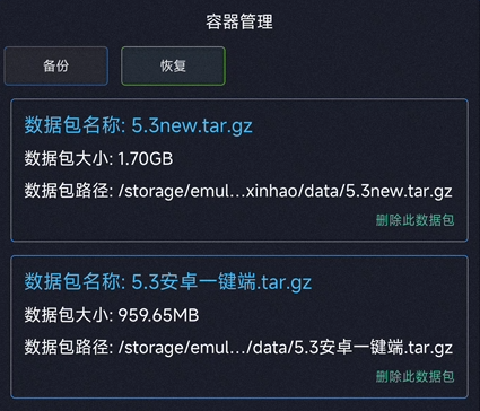 容器管理
备份 恢复
数据包名称: 5.3new.tar.gz
数据包大小: 1.70GB
数据包路径: /storage/emul...xinhao/data/5.3new.tar.gz
删除此数据包
数据包名称: 5.3安卓一键端.tar.gz
数据包大小: 959.65MB
数据包路径: /storage/emul.../data/5.3安卓一键端.tar.gz
删除此数据包